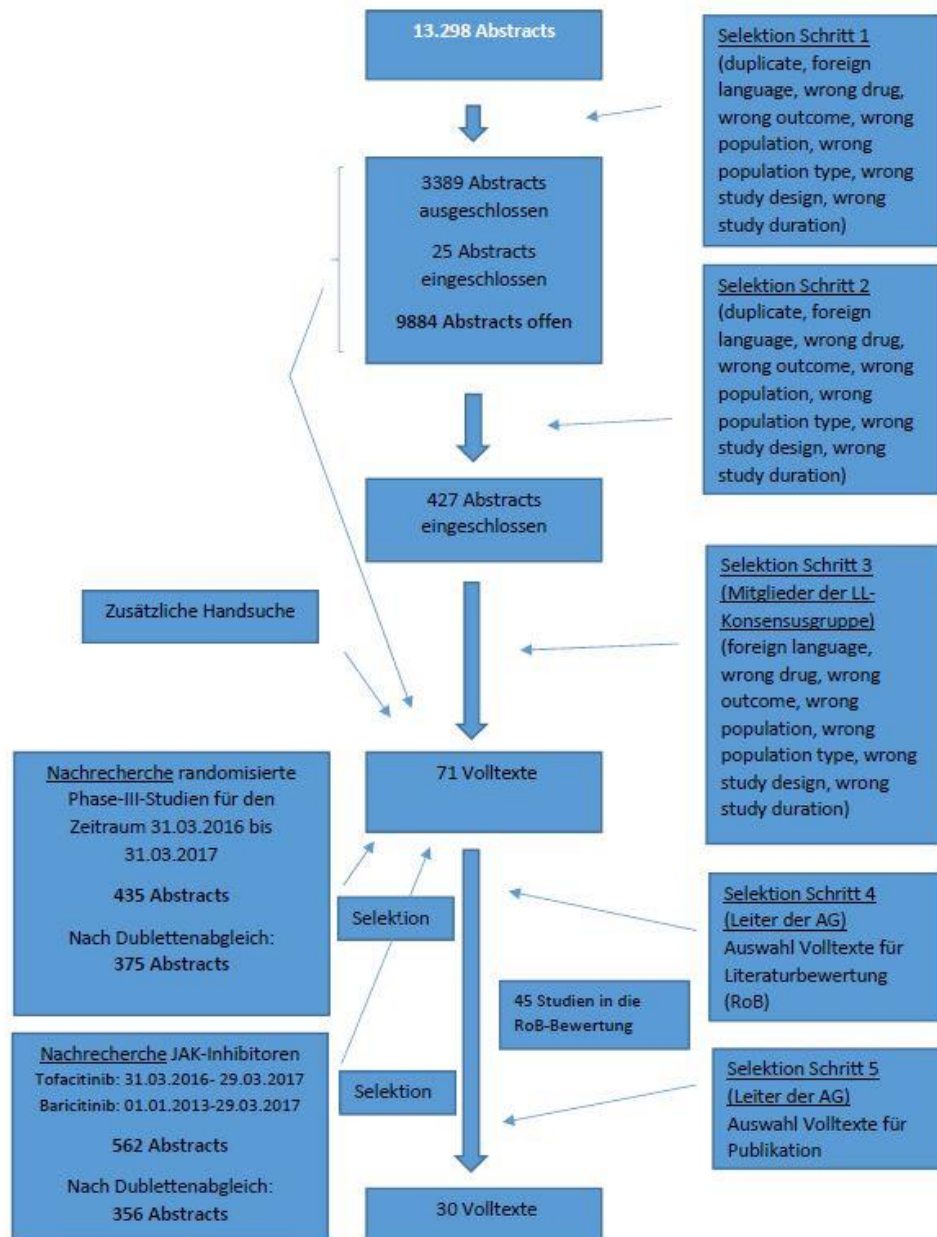 13.298 Abstracts
Selektion Schritt 1
(duplicate, foreign
language, wrong drug,
wrong outcome, wrong
population, wrong
population type, wrong
study design, wrong
study duration)
3389 Abstracts
ausgeschlossen
25 Abstracts
eingeschlossen
9884 Abstracts offen
Selektion Schritt 2
(duplicate, foreign
language, wrong drug,
wrong outcome, wrong
population, wrong
population type, wrong
study design, wrong
study duration)
427 Abstracts
eingeschlossen
Selektion Schritt 3
(Mitglieder der LL-
Konsensusgruppe)
(foreign language,
wrong drug, wrong
outcome, wrong
population, wrong
population type, wrong
study design, wrong
study duration)
Zusätzliche Handsuche
71 Volltexte
Nachrecherche randomisierte
Phase-III-Studien für den
Zeitraum 31.03.2016 bis
31.03.2017
435 Abstracts
Nach Dublettenabgleich:
375 Abstracts
Selektion
Selektion Schritt 4
(Leiter der AG)
Auswahl Volltexte für
Literaturbewertung
(RoB)
45 Studien in die
RoB-Bewertung
Nachrecherche JAK-Inhibitoren
Tofacitinib: 31.03.2016- 29.03.2017
Baricitinib: 01.01.2013-29.03.2017
562 Abstracts
Nach Dublettenabgleich:
356 Abstracts
Selektion
Selektion Schritt 5
(Leiter der AG)
Auswahl Volltexte für
Publikation
30 Volltexte